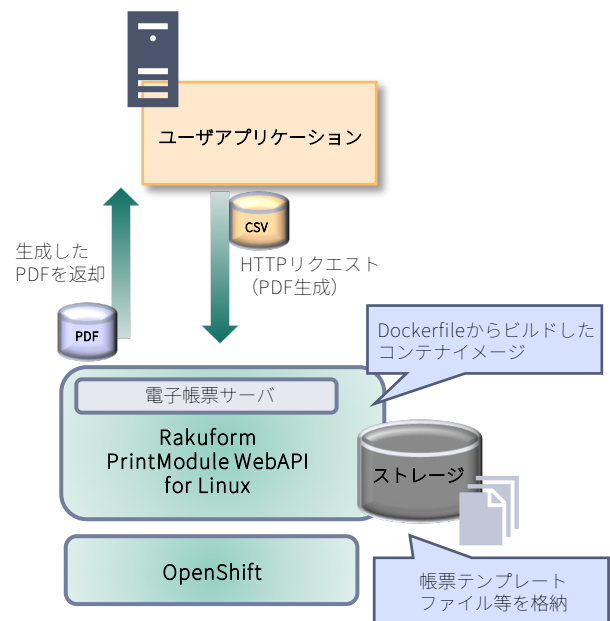 ユーザアプリケーション
CSV
生成した
PDFを返却
HTTPリクエスト
（PDF生成）
PDF
Dockerfileからビルドした
コンテナイメージ
電子帳票サーバ
Rakuform
PrintModule WebAPI
for Linux
ストレージ
OpenShift
帳票テンプレート
ファイル等を格納